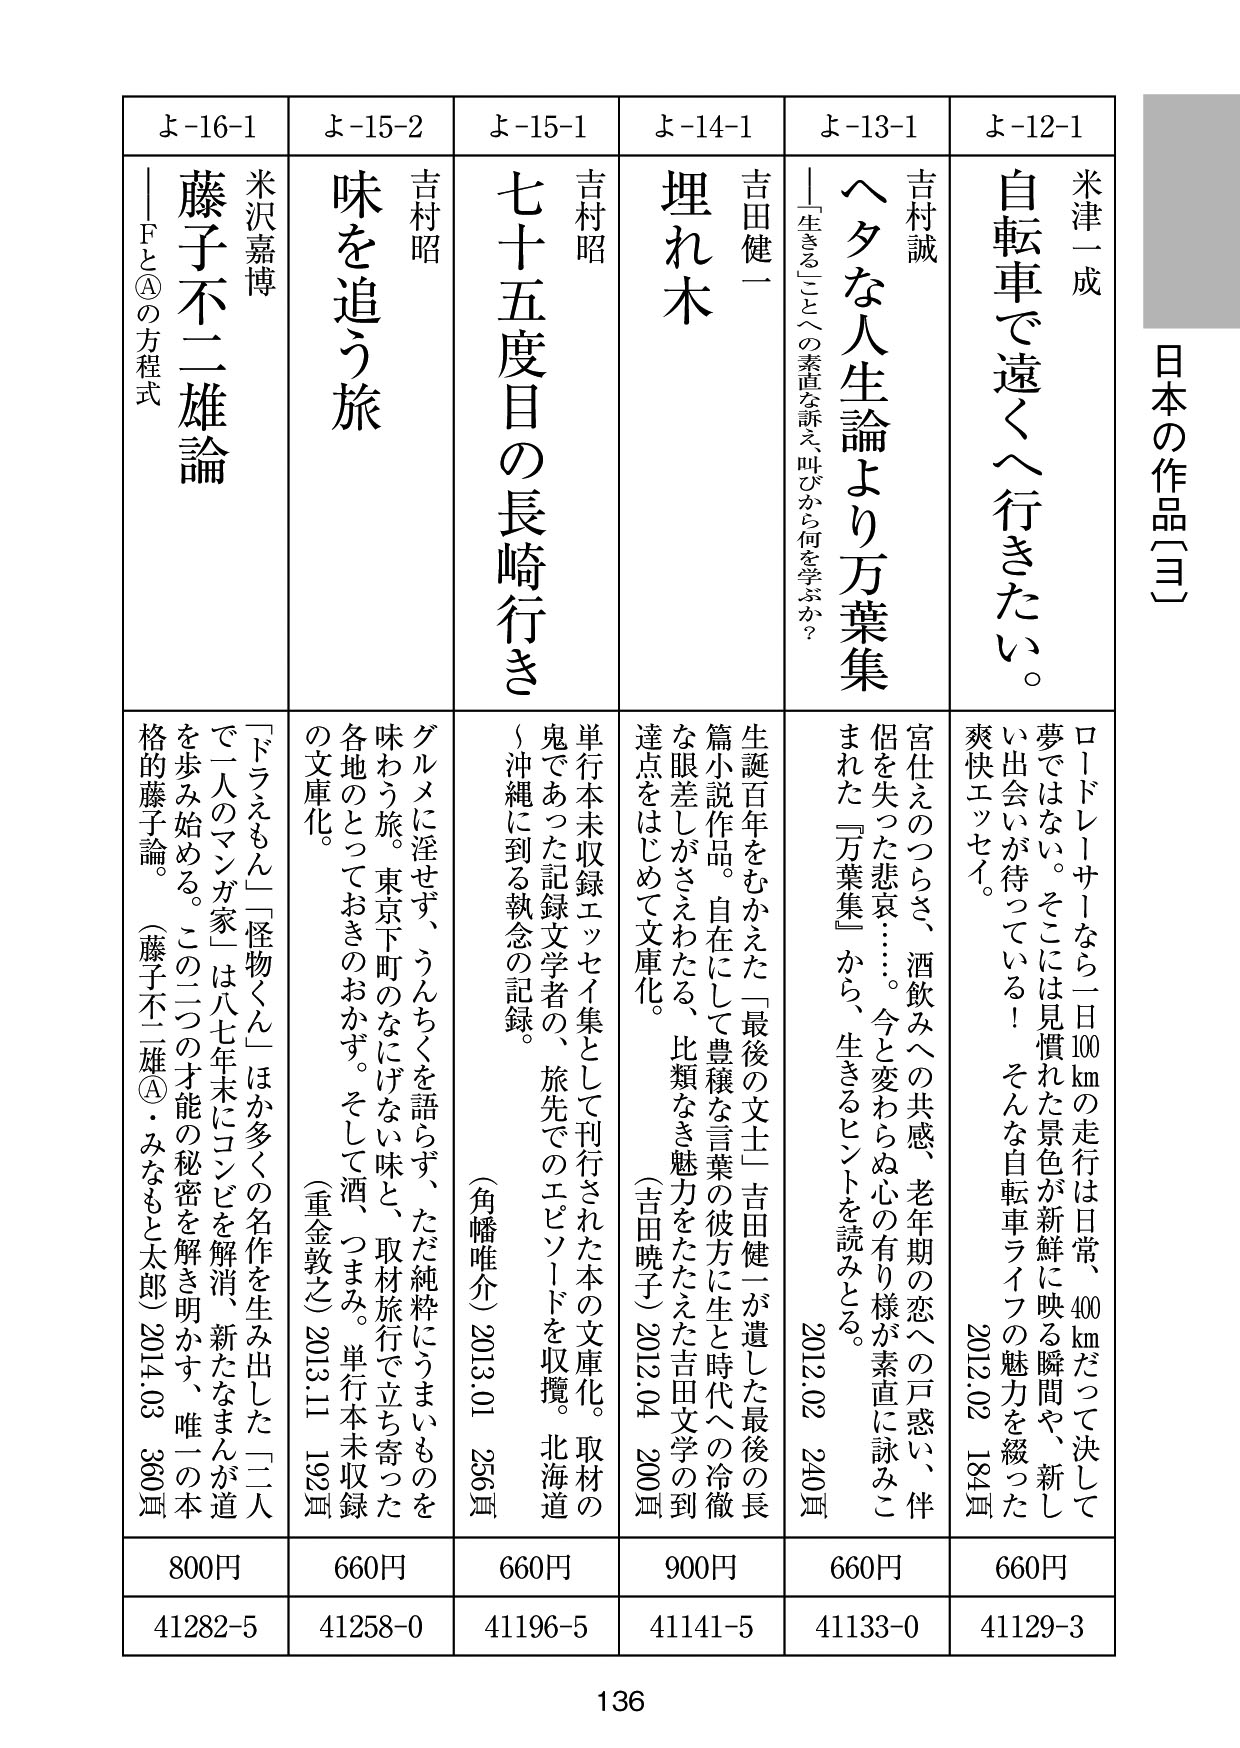 日本の作品〔ヨ〕
よ-12-1
米津一成
自転車で遠くへ行きたい。
ロードレーサーなら一日100㎞の走行は日常、400㎞だって決して
夢ではない。そこには見慣れた景色が新鮮に映る瞬間や、新し
い出会いが待っている！　そんな自転車ライフの魅力を綴った
爽快エッセイ。
2012.02　184頁
660円
41129-3
よ-13-1
吉村誠
ヘタな人生論より万葉集
──「生きる」ことへの素直な訴え、叫びから何を学ぶか？
宮仕えのつらさ、酒飲みへの共感、老年期の恋への戸惑い、伴
侶を失った悲哀……。今と変わらぬ心の有り様が素直に詠みこ
まれた『万葉集』から、生きるヒントを読みとる。
2012.02　240頁
660円
41133-0
よ-14-1
吉田健一
埋れ木
生誕百年をむかえた「最後の文士」吉田健一が遺した最後の長
篇小説作品。自在にして豊穣な言葉の彼方に生と時代への冷徹
な眼差しがさえわたる、比類なき魅力をたたえた吉田文学の到
達点をはじめて文庫化。
（吉田暁子）2012.04　200頁
900円
41141-5
よ-15-1
吉村昭
七十五度目の長崎行き
単行本未収録エッセイ集として刊行された本の文庫化。取材の
鬼であった記録文学者の、旅先でのエピソードを収攬。北海道
～沖縄に到る執念の記録。
（角幡唯介）2013.01　256頁
660円
41196-5
よ-15-2
吉村昭
味を追う旅
グルメに淫せず、うんちくを語らず、ただ純粋にうまいものを
味わう旅。東京下町のなにげない味と、取材旅行で立ち寄った
各地のとっておきのおかず。そして酒、つまみ。単行本未収録
の文庫化。
（重金敦之）2013.11　192頁
660円
41258-0
よ-16-1
米沢嘉博
藤子不二雄論
──FとⒶの方程式
「ドラえもん」「怪物くん」ほか多くの名作を生み出した「二人
で一人のマンガ家」は八七年末にコンビを解消、新たなまんが道
を歩み始める。この二つの才能の秘密を解き明かす、唯一の本
格的藤子論。
（藤子不二雄Ⓐ・みなもと太郎）2014.03　360頁
800円
41282-5
136